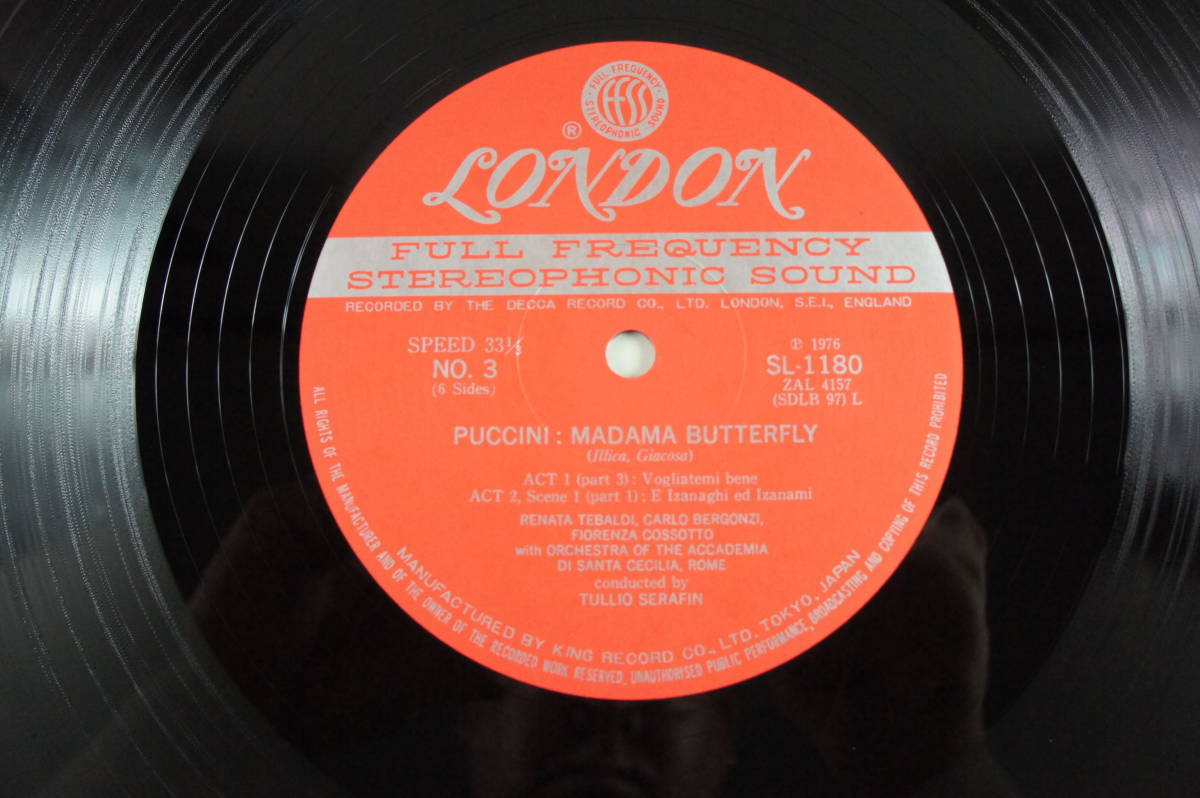 FULL FREQUENCY
ffss
STEREOPHONIC SOUND
®
LONDON
FULL FREQUENCY
STEREOPHONIC SOUND
RECORDED BY THE DECCA RECORD CO., LTD. LONDON, S.E.I., ENGLAND
SPEED 33⅓
NO. 3
(6 Sides)
℗ 1976
SL-1180
ZAL 4157
(SDLB 97) L
PUCCINI : MADAMA BUTTERFLY
(Illica, Giacosa)
ACT 1 (part 3) : Vogliatemi bene
ACT 2, Scene 1 (part 1) : E Izanaghi ed Izanami
RENATA TEBALDI, CARLO BERGONZI,
FIORENZA COSSOTTO
with ORCHESTRA OF THE ACCADEMIA
DI SANTA CECILIA, ROME
conducted by
TULLIO SERAFIN
MANUFACTURED BY KING RECORD CO., LTD. TOKYO, JAPAN
ALL RIGHTS OF THE MANUFACTURER AND OF THE OWNER OF THE RECORDED WORK RESERVED, UNAUTHORISED PUBLIC PERFORMANCE, BROADCASTING AND COPYING OF THIS RECORD PROHIBITED